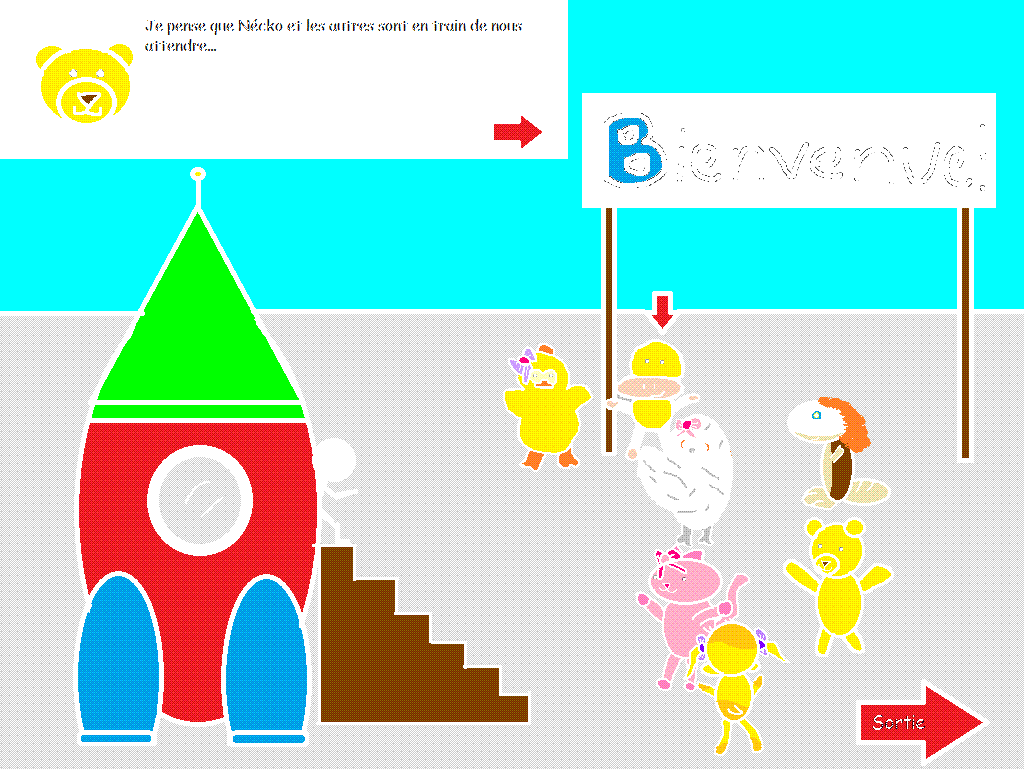 Je pense que Nécko et les autres sont en train de nous
attendre...
Bienvenue!
Sortie